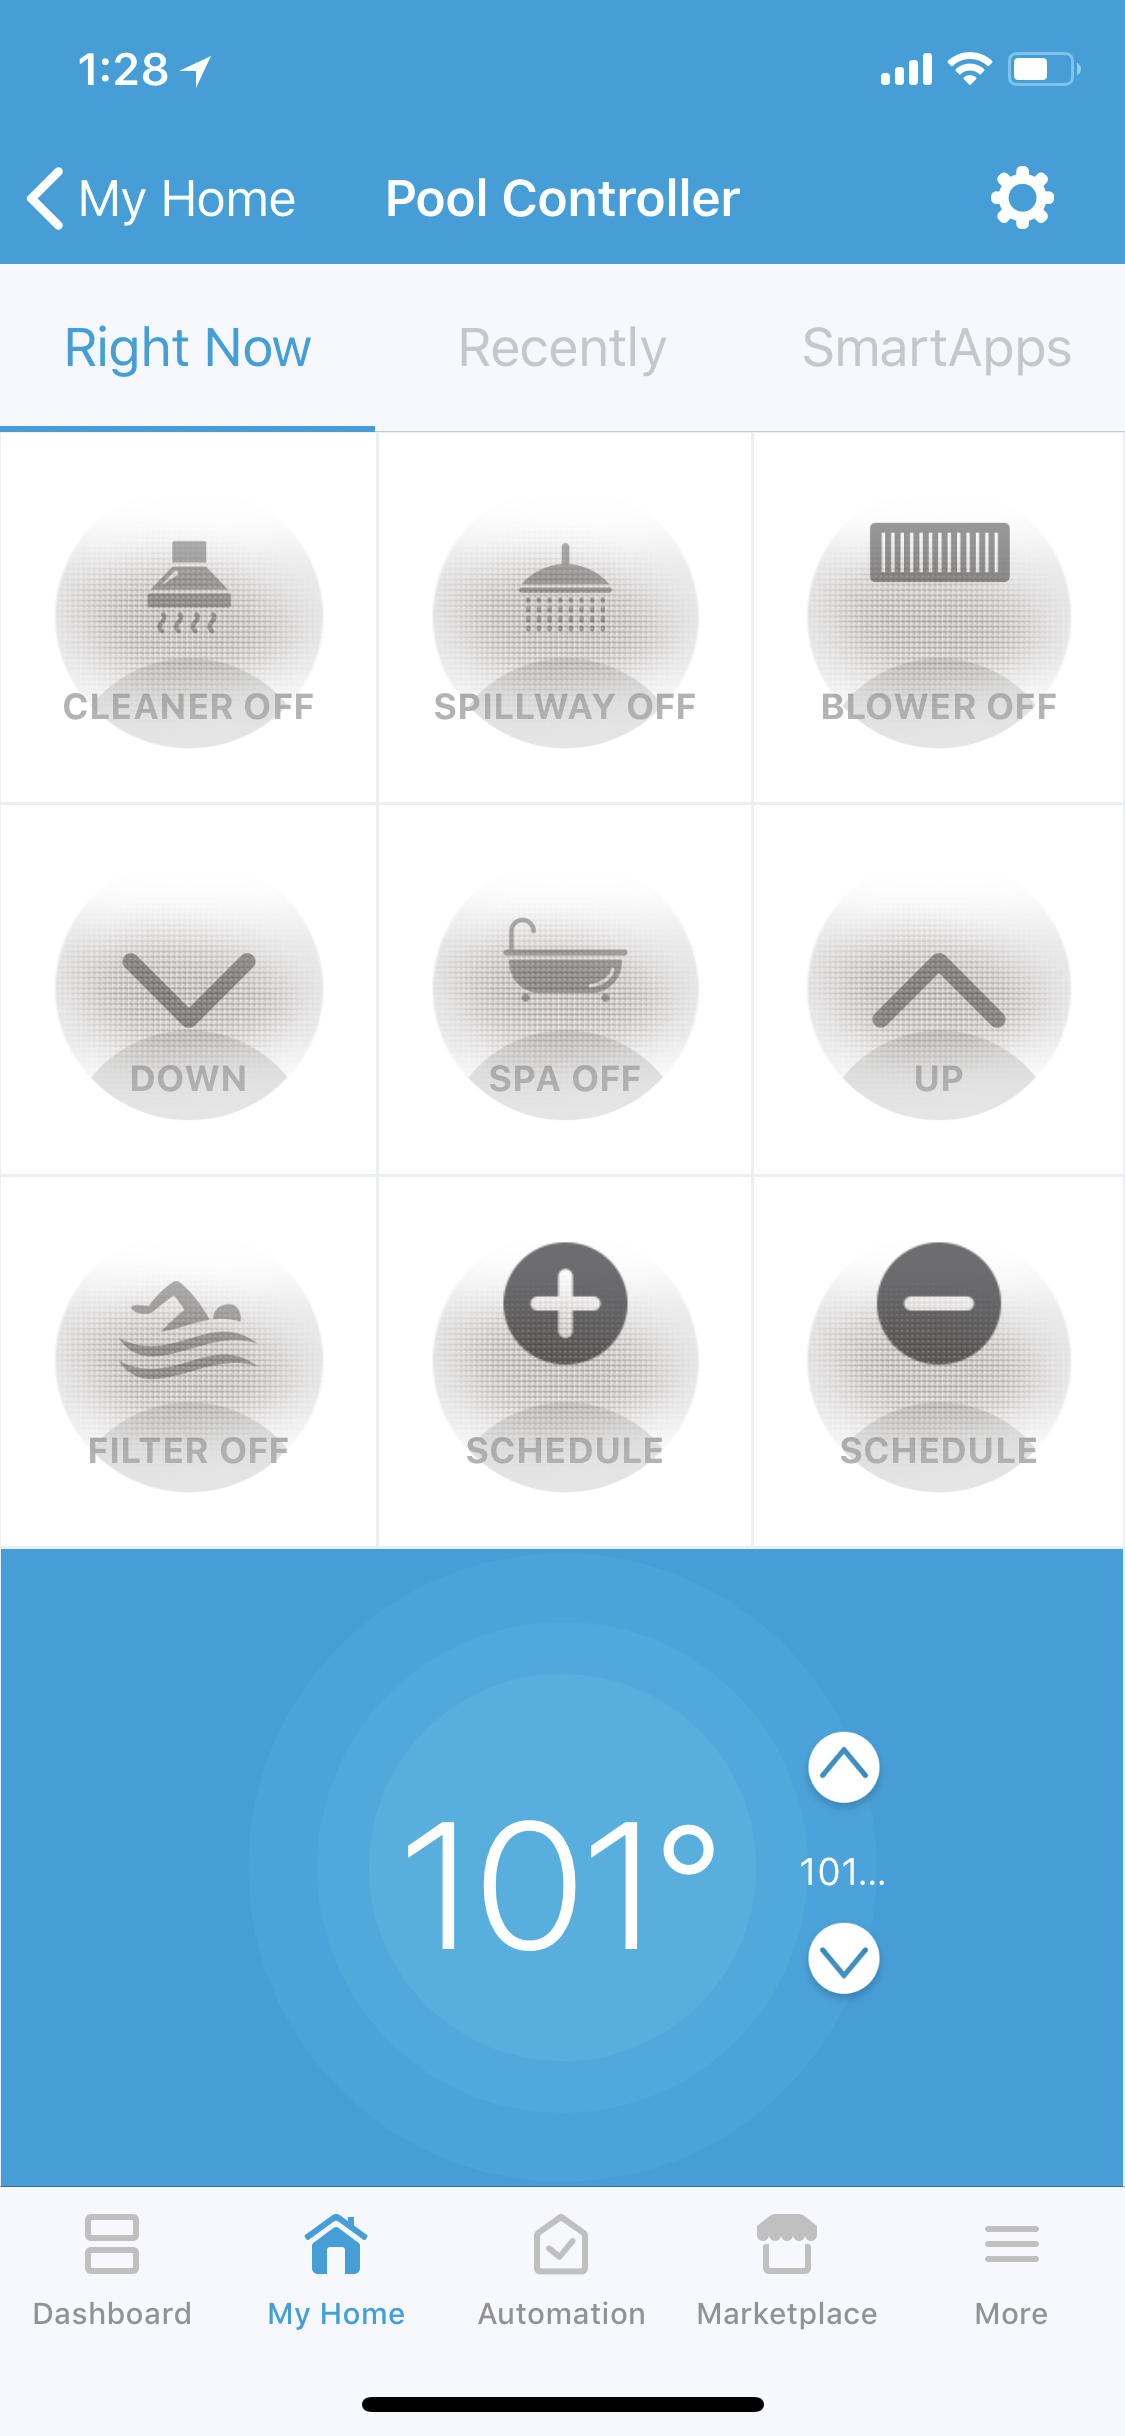 1:28
My Home
Pool Controller
Right Now
Recently
SmartApps
CLEANER OFF
SPILLWAY OFF
BLOWER OFF
DOWN
SPA OFF
UP
FILTER OFF
SCHEDULE
SCHEDULE
101°
101...
Dashboard
My Home
Automation
Marketplace
More